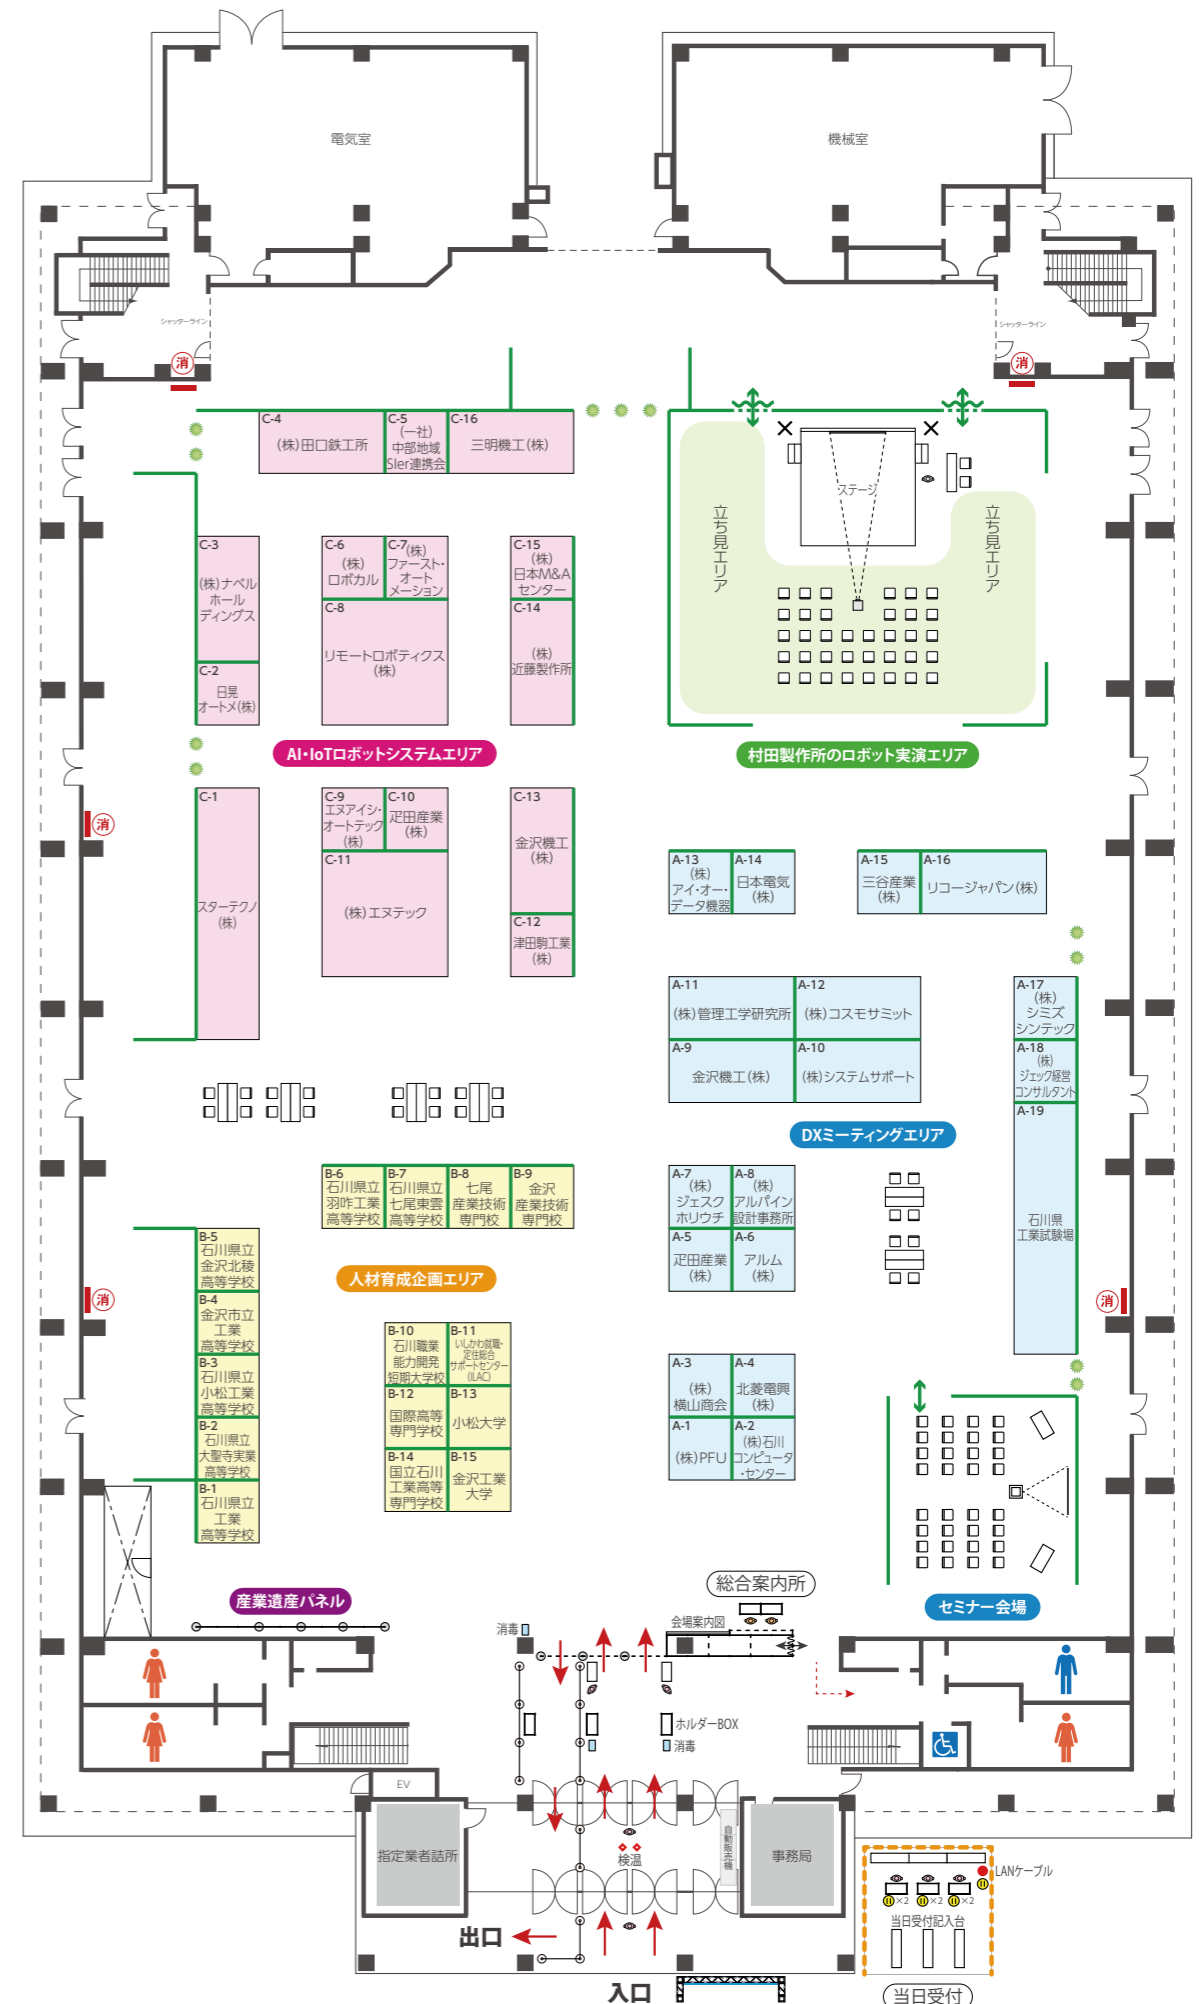 電気室
機械室
シャッターライン
シャッターライン
消
消
C-4
(株)田口鉄工所
C-5
(一社)
中部地域
SIer連携会
C-16
三明機工(株)
ステージ
立ち見エリア
立ち見エリア
C-3
(株)ナベル
ホール
ディングス
C-2
日晃
オートメ(株)
C-6
(株)
ロボカル
C-7
(株)
ファースト・
オート
メーション
C-8
リモートロボティクス
(株)
C-15
(株)
日本M&A
センター
C-14
(株)
近藤製作所
AI・IoTロボットシステムエリア
村田製作所のロボット実演エリア
C-1
スターテクノ
(株)
C-9
エヌアイシ・
オートテック
(株)
C-10
疋田産業
(株)
C-11
(株)エヌテック
C-13
金沢機工
(株)
C-12
津田駒工業
(株)
消
A-13
(株)
アイ・オー・
データ機器
A-14
日本電気
(株)
A-15
三谷産業
(株)
A-16
リコージャパン(株)
A-11
(株)管理工学研究所
A-12
(株)コスモサミット
A-9
金沢機工(株)
A-10
(株)システムサポート
A-17
(株)
シミズ
シンテック
A-18
(株)
ジェック経営
コンサルタント
A-19
石川県
工業試験場
DXミーティングエリア
B-6
石川県立
羽咋工業
高等学校
B-7
石川県立
七尾東雲
高等学校
B-8
七尾
産業技術
専門校
B-9
金沢
産業技術
専門校
A-7
(株)
ジェスク
ホリウチ
A-8
(株)
アルパイン
設計事務所
A-5
疋田産業
(株)
A-6
アルム
(株)
B-5
石川県立
金沢北稜
高等学校
B-4
金沢市立
工業
高等学校
B-3
石川県立
小松工業
高等学校
B-2
石川県立
大聖寺実業
高等学校
B-1
石川県立
工業
高等学校
人材育成企画エリア
消
消
B-10
石川職業
能力開発
短期大学校
B-11
いしかわ就職・
定住総合
サポートセンター
(ILAC)
B-12
国際高等
専門学校
B-13
小松大学
B-14
国立石川
工業高等
専門学校
B-15
金沢工業
大学
A-3
(株)
横山商会
A-4
北菱電興
(株)
A-1
(株)PFU
A-2
(株)石川
コンピュータ
・センター
産業遺産パネル
総合案内所
セミナー会場
会場案内図
消毒
ホルダーBOX
消毒
EV
指定業者詰所
検温
自動販売機
事務局
LANケーブル
×2
×2
×2
当日受付記入台
出口
入口
当日受付